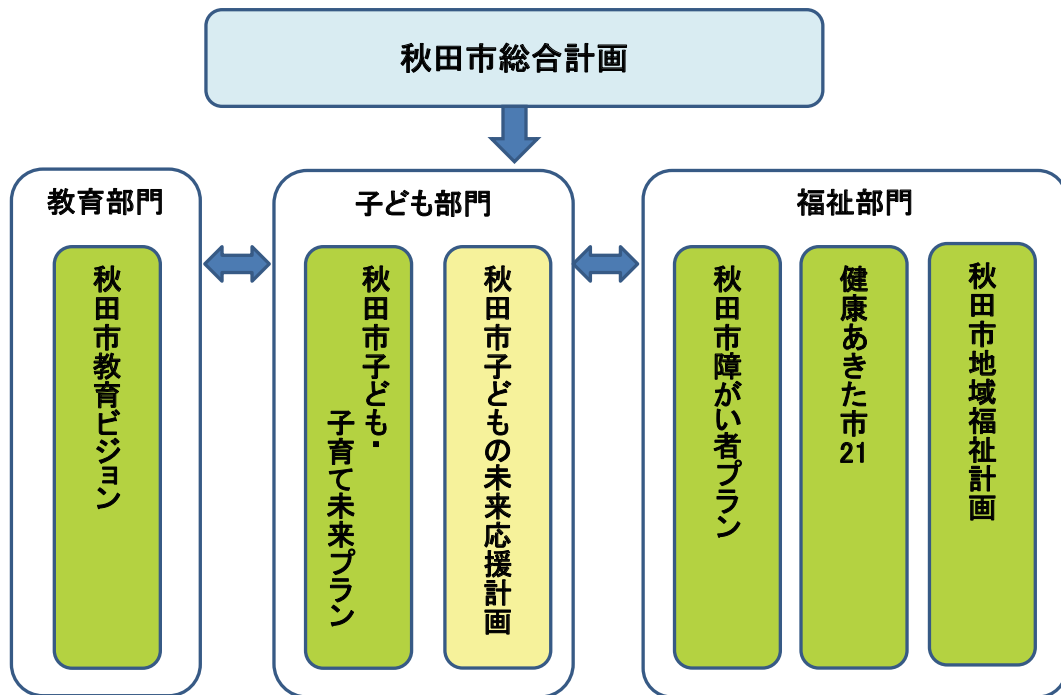 秋田市総合計画
教育部門
秋田市教育ビジョン
子ども部門
秋田市子ども・
子育て未来プラン
秋田市子どもの未来応援計画
福祉部門
秋田市障がい者プラン
健康あきた市21
秋田市地域福祉計画